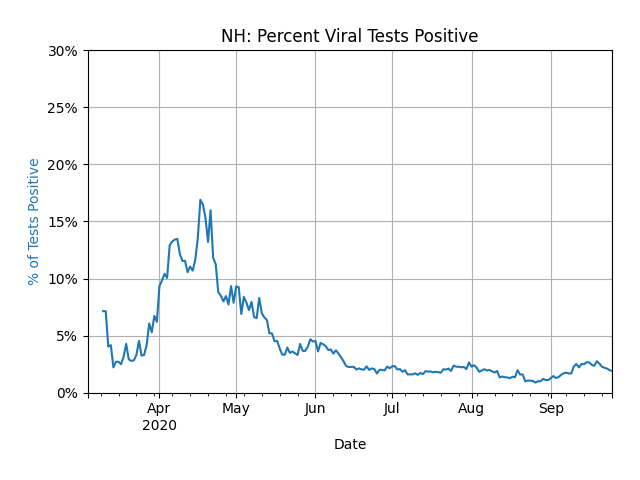 NH: Percent Viral Tests Positive
30%
25%
20%
15%
10%
5%
0%
% of Tests Positive
Apr May Jun Jul Aug Sep
2020
Date